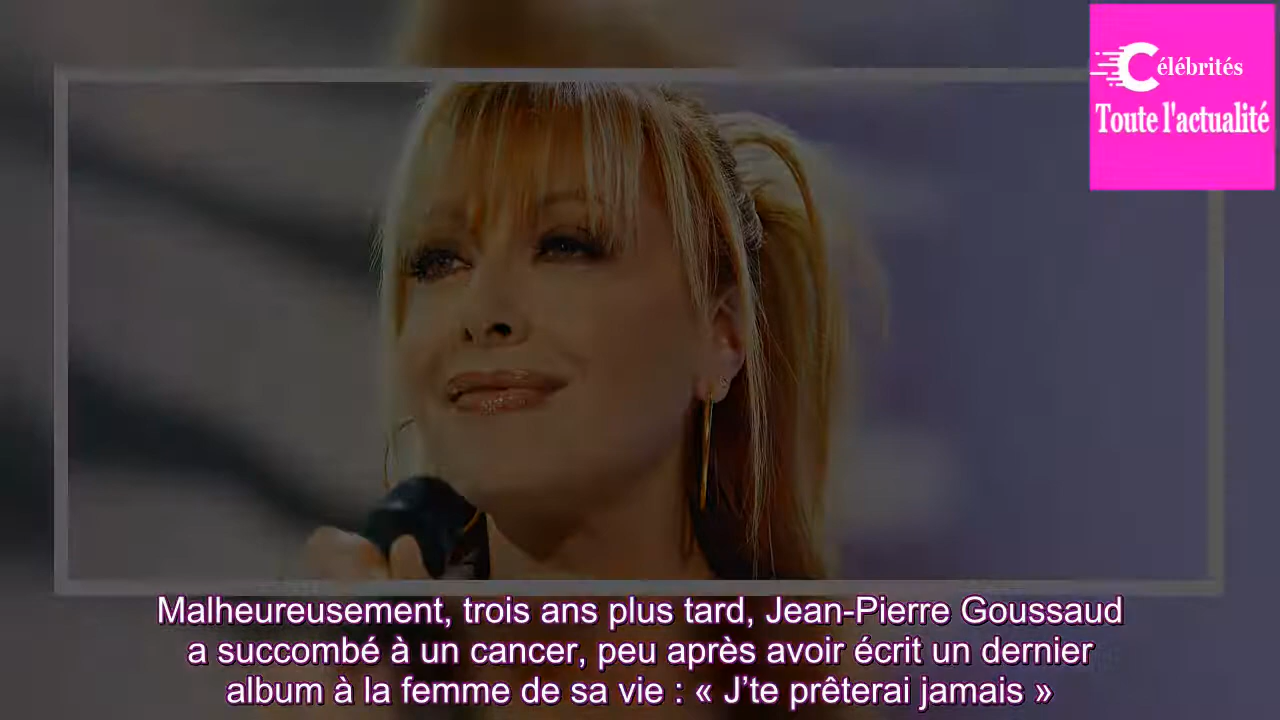 Célébrités
Toute l'actualité
Malheureusement, trois ans plus tard, Jean-Pierre Goussaud
a succombé à un cancer, peu après avoir écrit un dernier
album à la femme de sa vie : « J’te prêterai jamais »